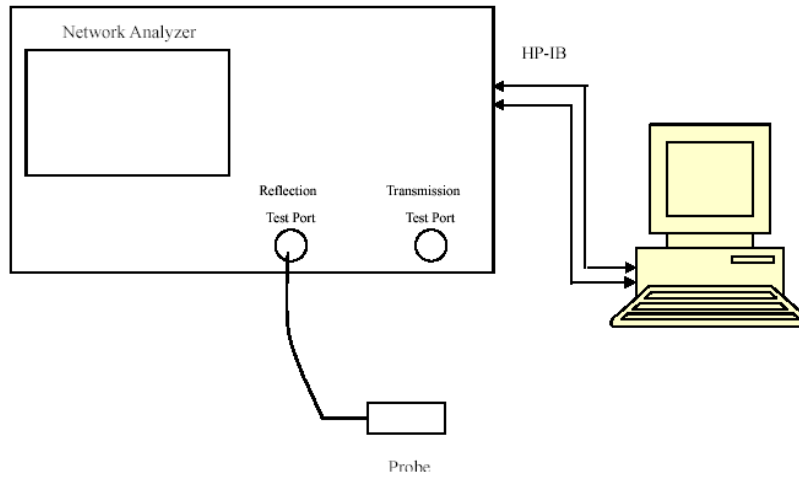 Network Analyzer
HP-IB
Reflection
Test Port
Transmission
Test Port
Probe